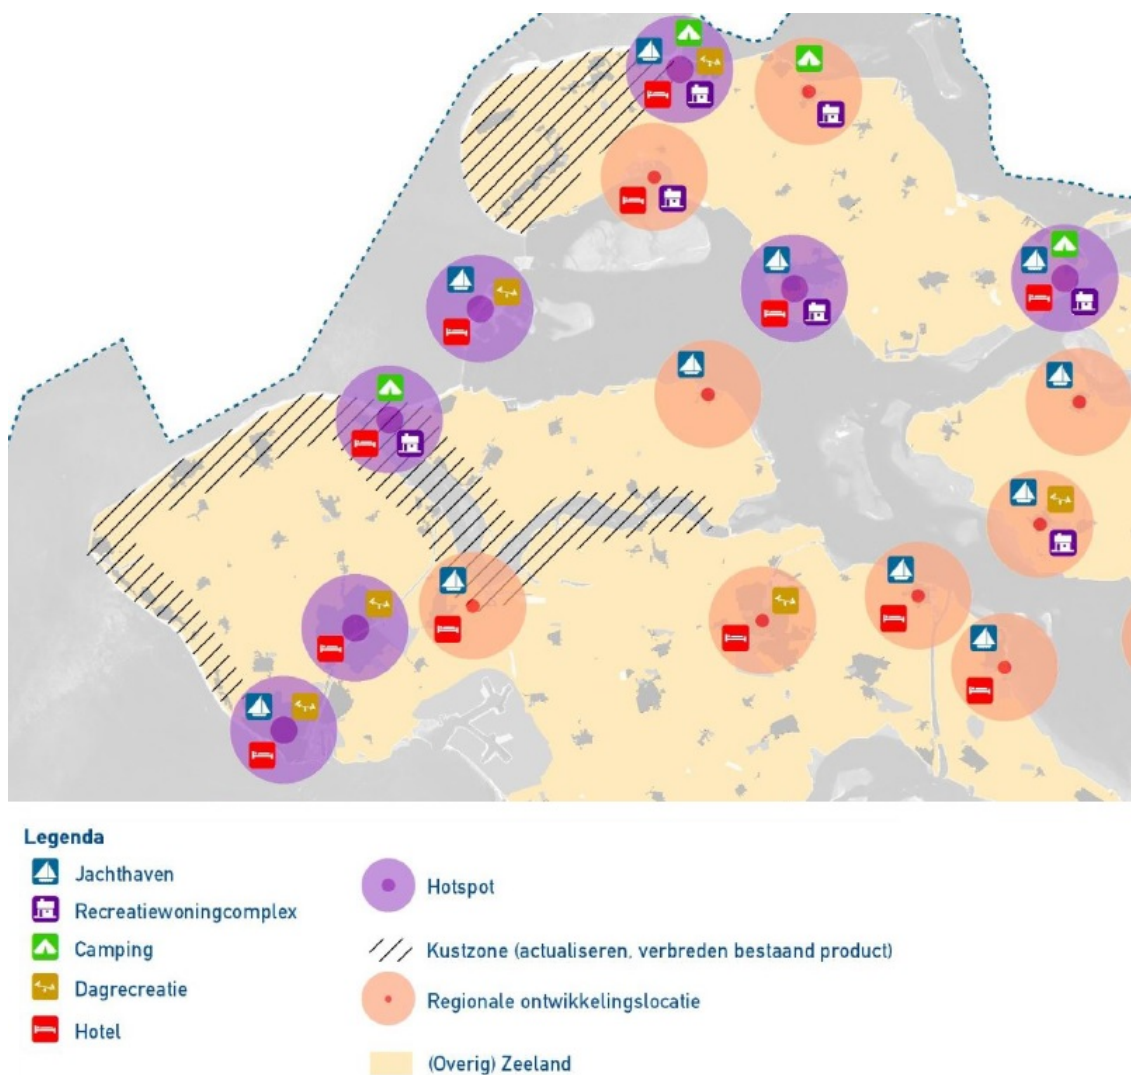 Legenda
Jachthaven
Recreatiewoningcomplex
Camping
Dagrecreatie
Hotel
Hotspot
Kustzone (actualiseren, verbreden bestaand product)
Regionale ontwikkelingslocatie
(Overig) Zeeland